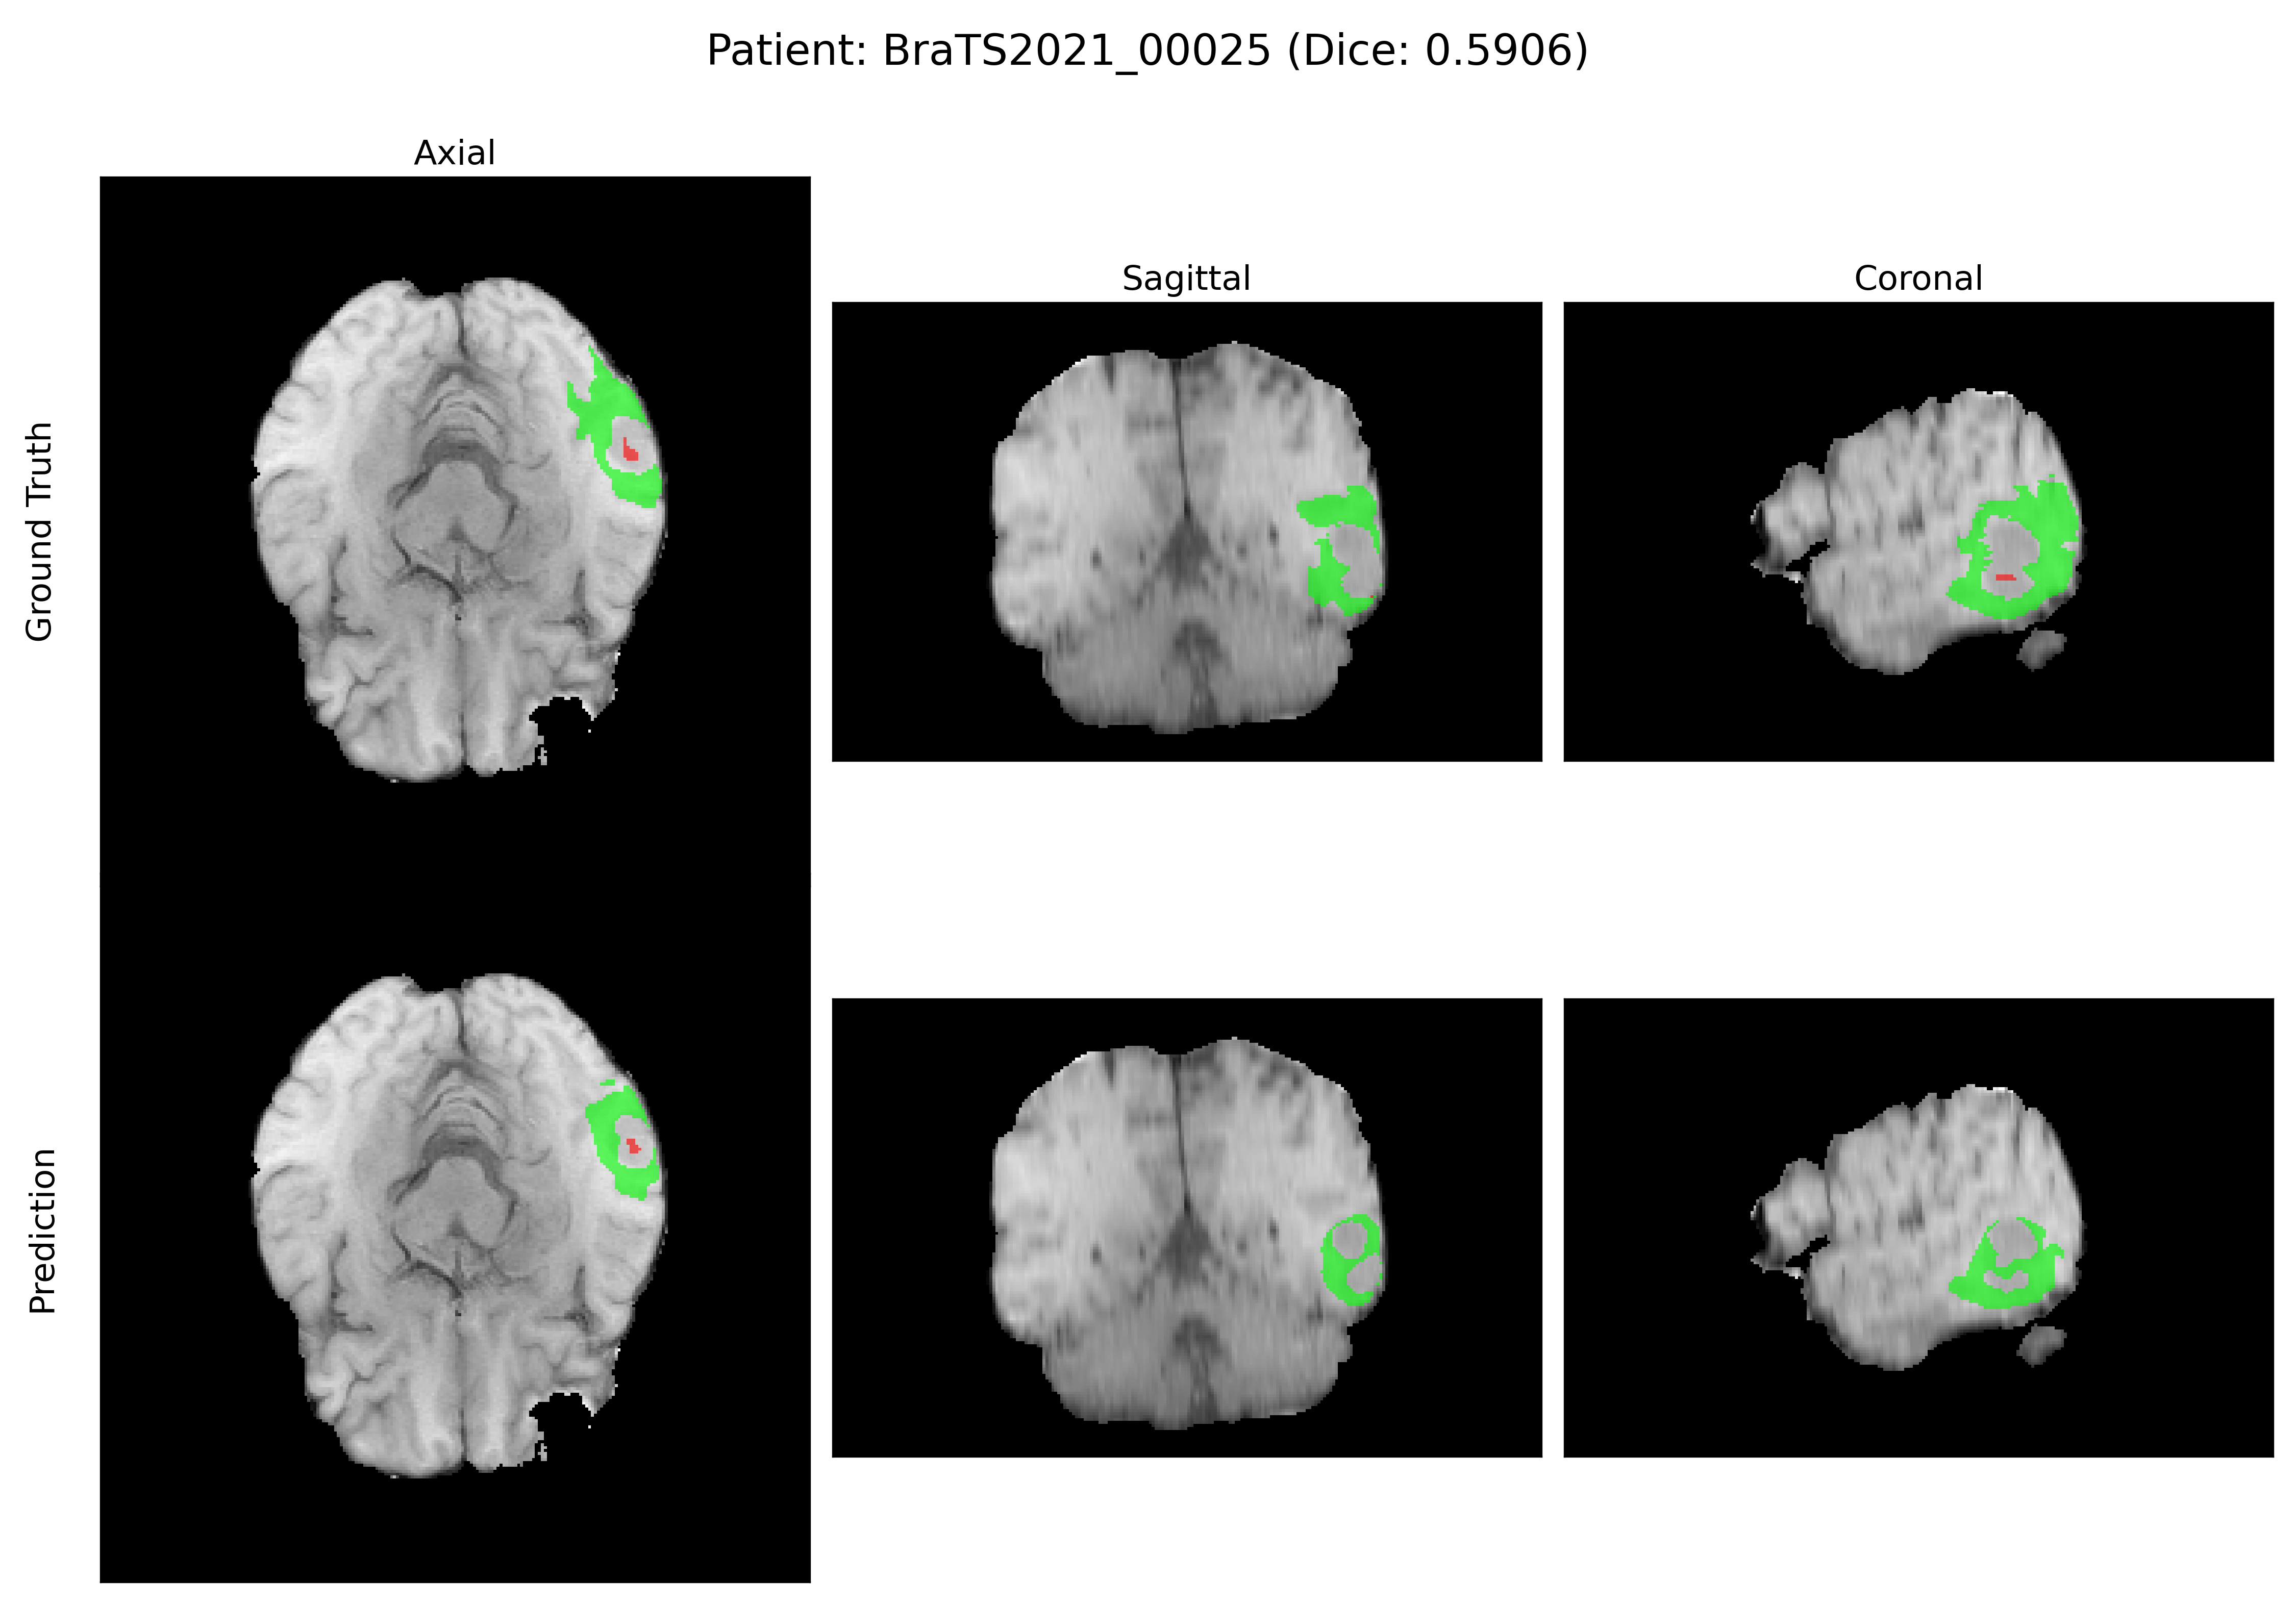 Patient: BraTS2021_00025 (Dice: 0.5906)
Axial
Sagittal
Coronal
Ground Truth
Prediction